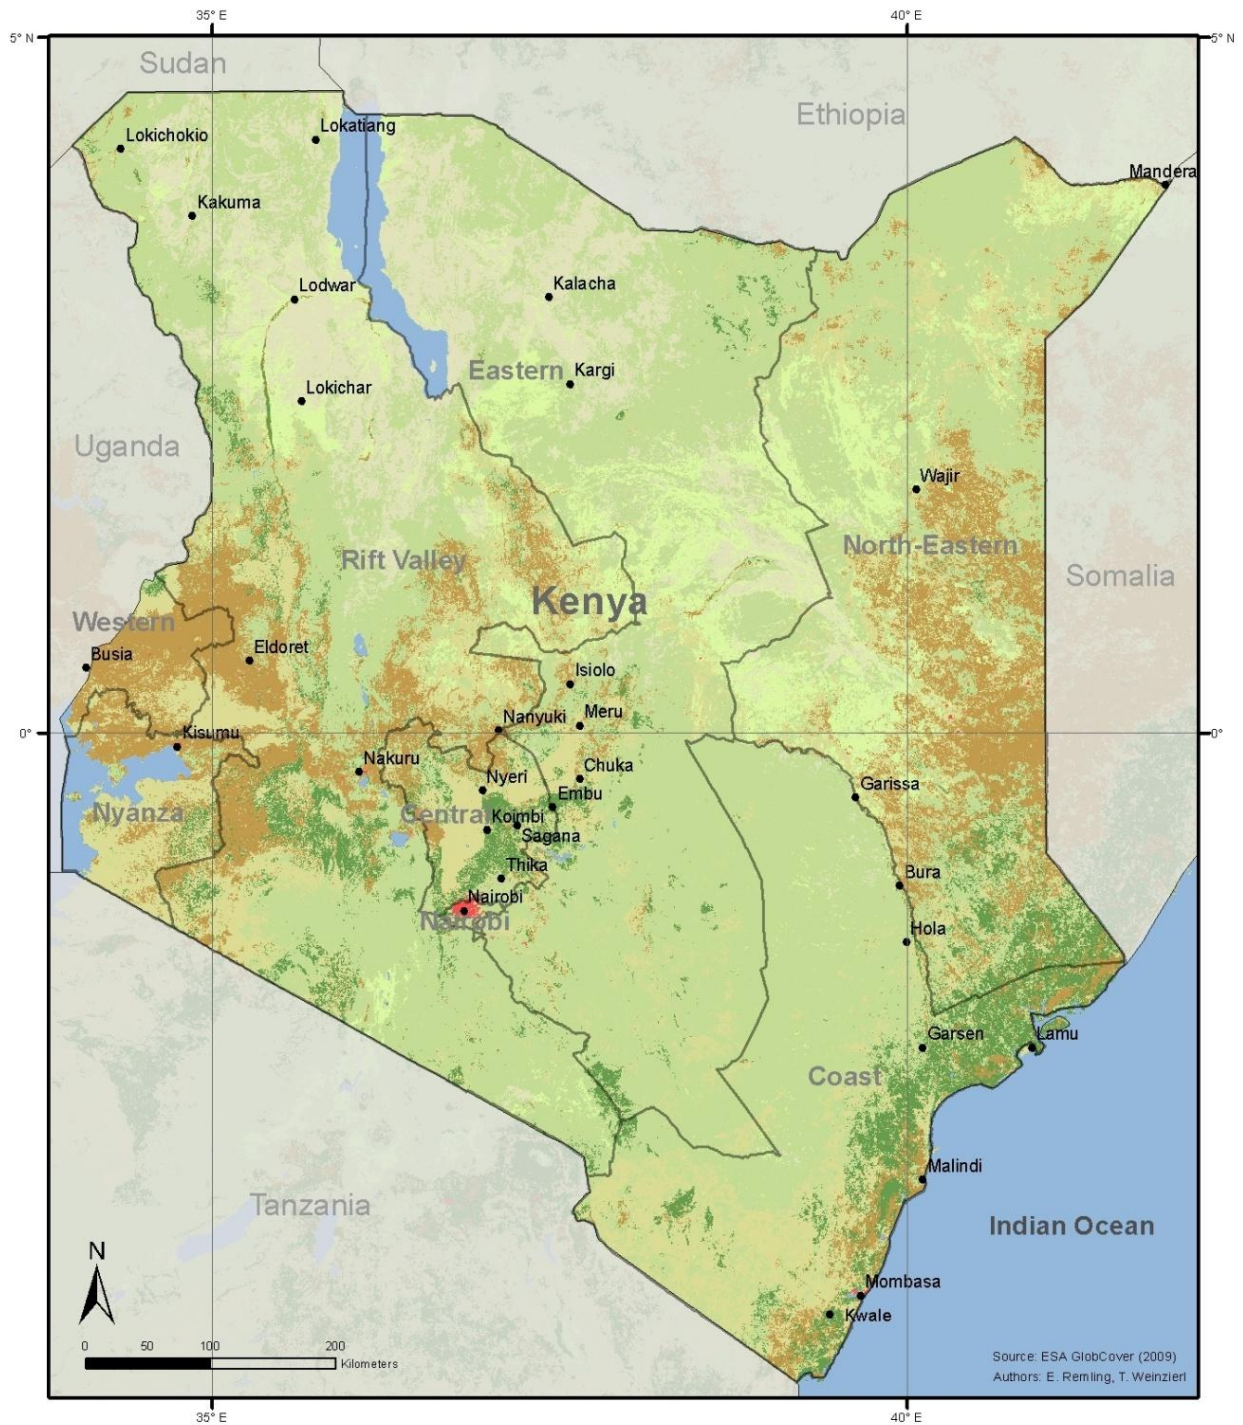 35° E 40° E
5° N 5° N
Sudan
Ethiopia
Lokichokio
Lokatiang
Mandera
Kakuma
Lodwar
Kalacha
Eastern
Kargi
Lokichar
Uganda
Wajir
North-Eastern
Rift Valley
Somalia
Kenya
Western
Busia
Eldoret
Isiolo
Nanyuki
Meru
0° 0°
Kisumu
Nakuru
Chuka
Nyeri
Garissa
Embu
Nyanza
Central
Koimbi
Sagana
Thika
Bura
Nairobi
Nairobi
Hola
Garsen
Lamu
Coast
Malindi
Tanzania
Indian Ocean
N
Mombasa
Kwale
0 50 100 200
Kilometers
Source: ESA GlobCover (2009)
Authors: E. Remling, T. Weinzierl
35° E 40° E